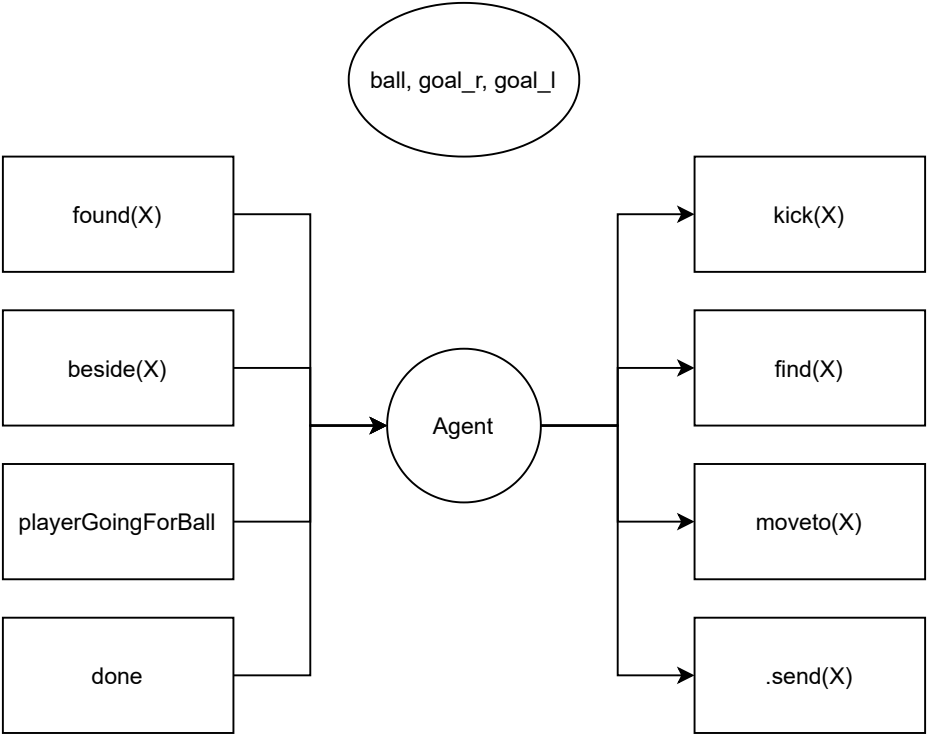 ball, goal_r, goal_l
found(X)
kick(X)
beside(X)
find(X)
Agent
playerGoingForBall
moveto(X)
done
.send(X)